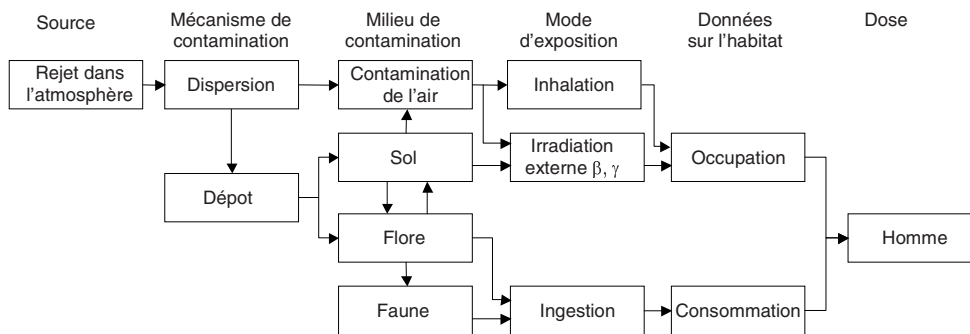 Source
Mécanisme de
contamination
Milieu de
contamination
Mode
d'exposition
Données
sur l'habitat
Dose
Rejet dans
l'atmosphère
Dispersion
Contamination
de l'air
Inhalation
Sol
Irradiation
externe β, γ
Occupation
Dépot
Flore
Homme
Faune
Ingestion
Consommation